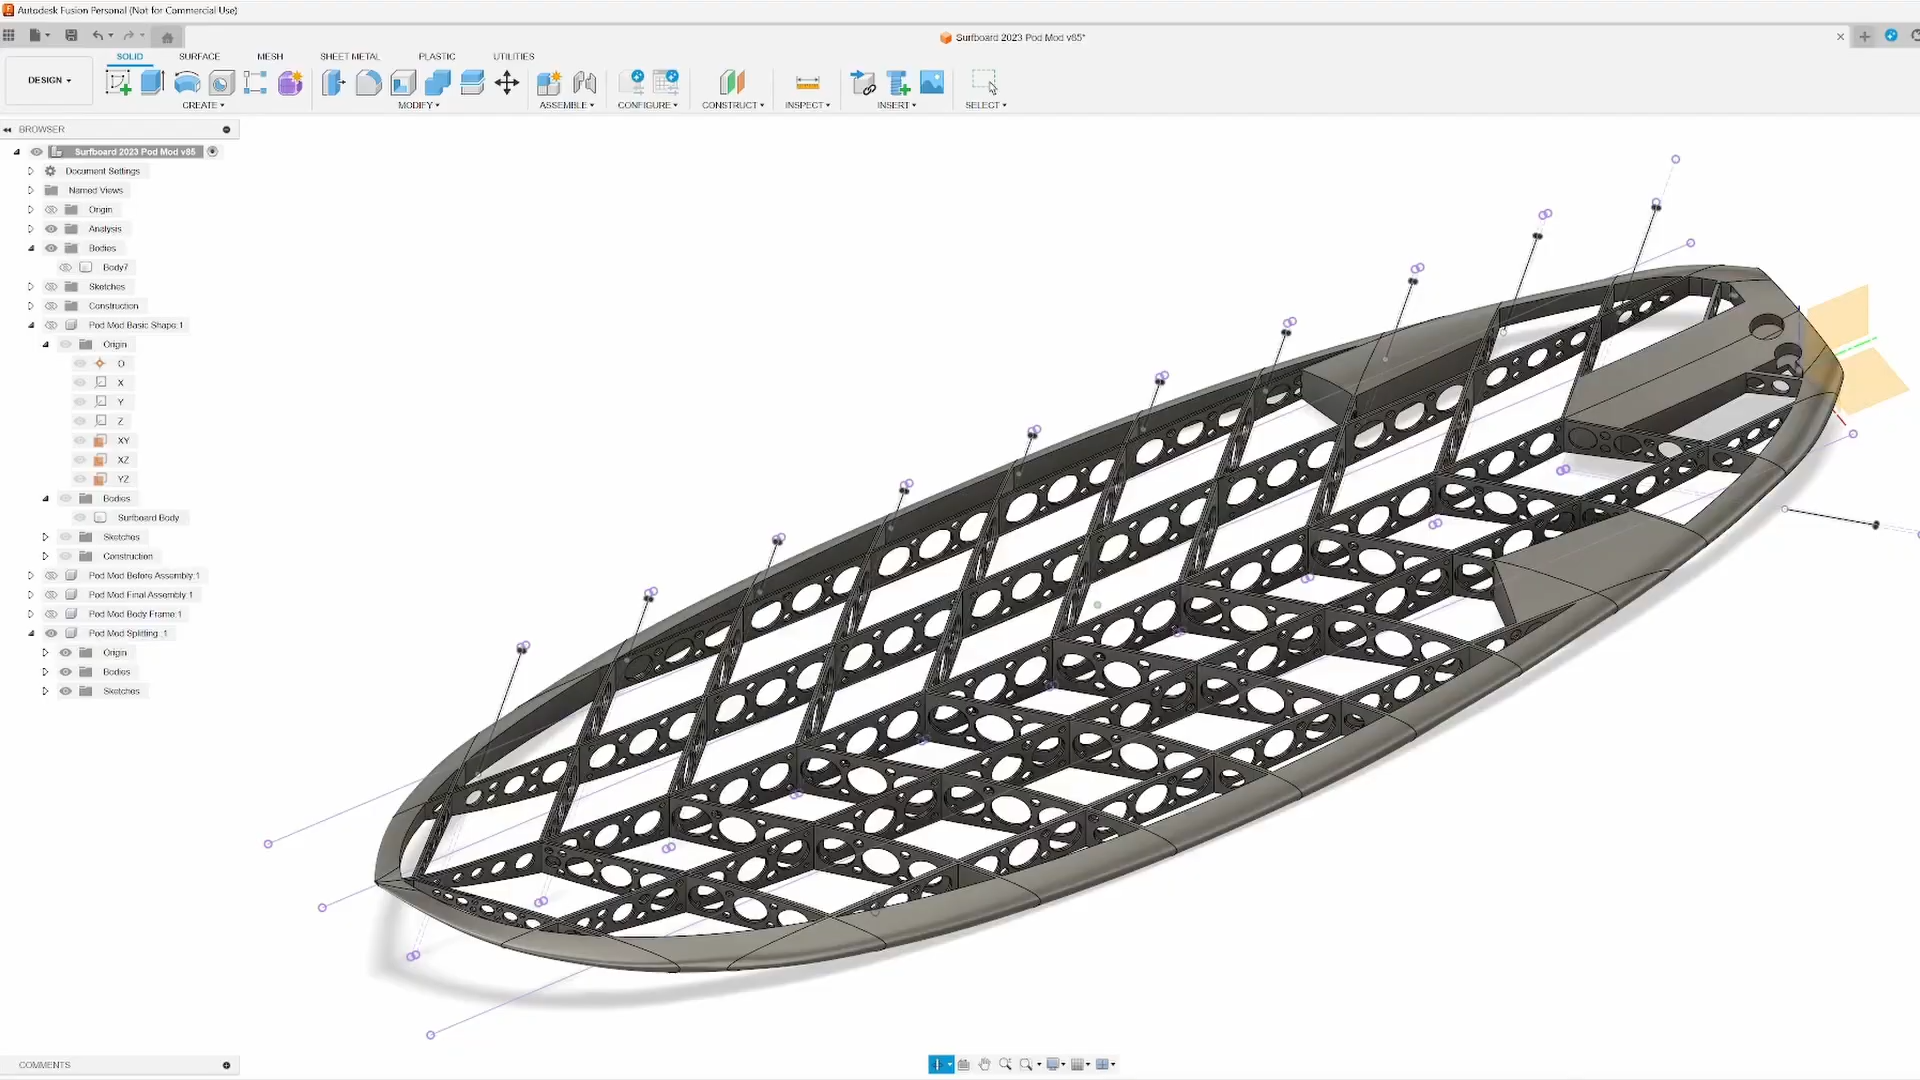 Autodesk Fusion Personal (Not for Commercial Use)
Surfboard 2023 Pod Mod v85*
DESIGN
SOLID SURFACE MESH SHEET METAL PLASTIC UTILITIES
CREATE MODIFY ASSEMBLE CONFIGURE CONSTRUCT INSPECT INSERT SELECT
BROWSER
Surfboard 2023 Pod Mod v85
Document Settings
Named Views
Origin
Analysis
Bodies
Body7
Sketches
Construction
Pod Mod Basic Shape:1
Origin
O
X
Y
Z
XY
XZ
YZ
Bodies
Surfboard Body
Sketches
Construction
Pod Mod Before Assembly:1
Pod Mod Final Assembly:1
Pod Mod Body Frame:1
Pod Mod Splitting :1
Origin
Bodies
Sketches
COMMENTS